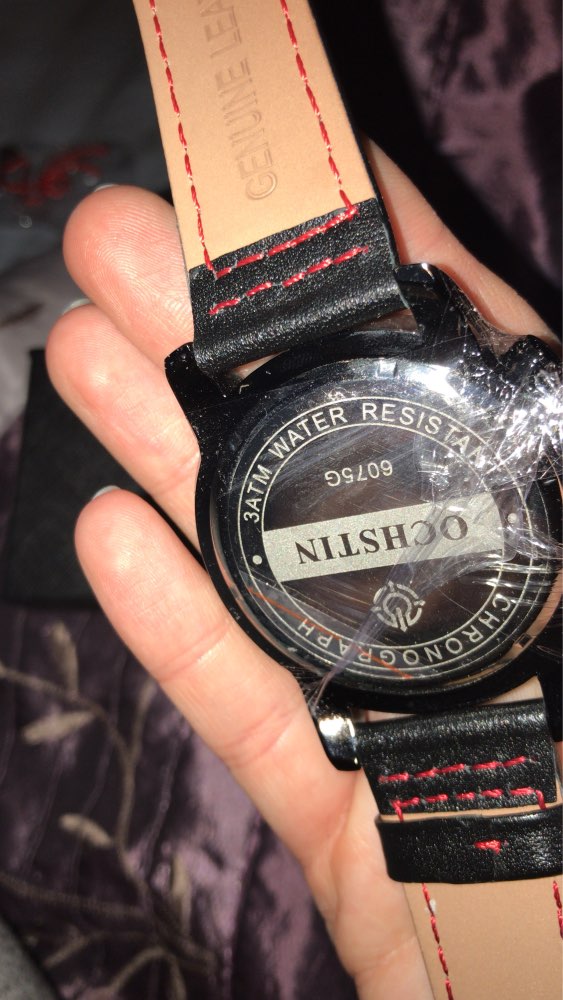 GENUINE LEA
3ATM WATER RESISTA
6075G
OCHSTIN
CHRONOGRAPH